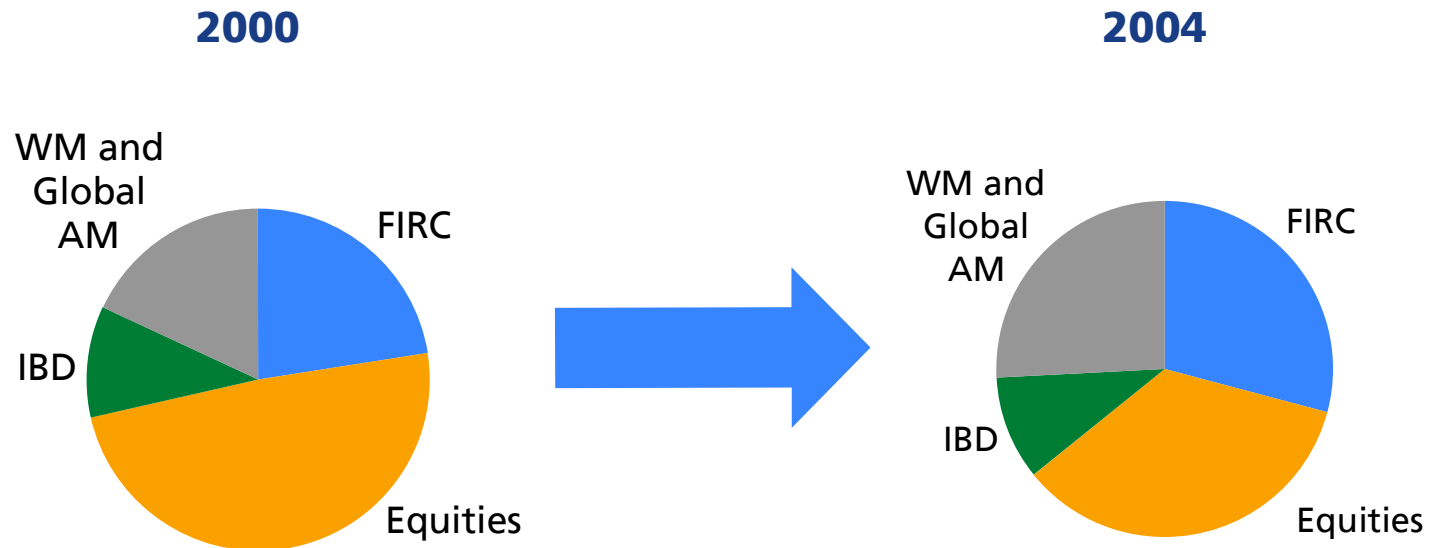 2000
WM and
Global
AM
FIRC
IBD
Equities
2004
WM and
Global
AM
FIRC
IBD
Equities